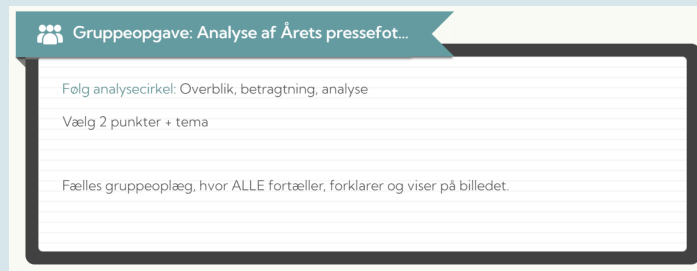 Gruppeopgave: Analyse af Årets pressefot...
Følg analysecirkel: Overblik, betragtning, analyse
Vælg 2 punkter + tema
Fælles gruppeoplæg, hvor ALLE fortæller, forklarer og viser på billedet.